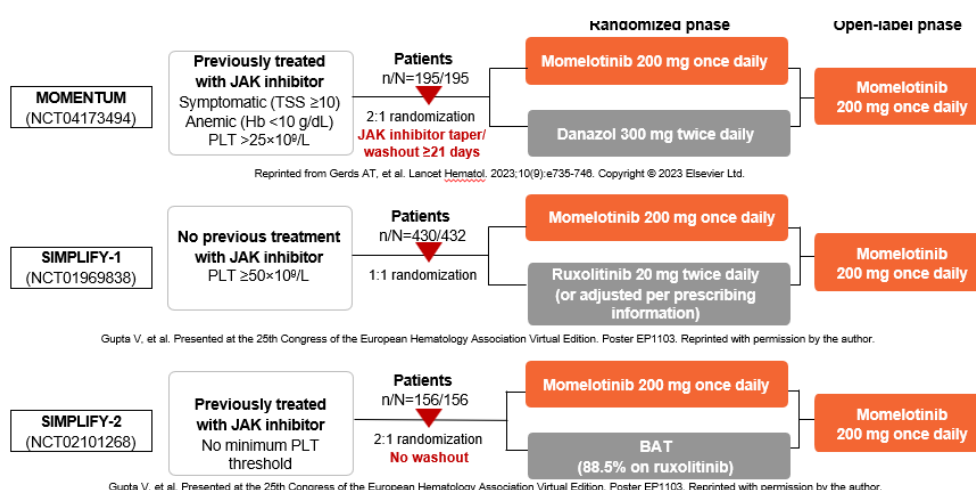 Randomized phase
Open-label phase
MOMENTUM
(NCT04173494)
Previously treated
with JAK inhibitor
Symptomatic (TSS ≥10)
Anemic (Hb <10 g/dL)
PLT >25×10⁹/L
Patients
n/N=195/195
2:1 randomization
JAK inhibitor taper/
washout ≥21 days
Momelotinib 200 mg once daily
Danazol 300 mg twice daily
Momelotinib
200 mg once daily
Reprinted from Gerds AT, et al. Lancet Hematol. 2023;10(9):e735-746. Copyright © 2023 Elsevier Ltd.
SIMPLIFY-1
(NCT01969838)
No previous treatment
with JAK inhibitor
PLT ≥50×10⁹/L
Patients
n/N=430/432
1:1 randomization
Momelotinib 200 mg once daily
Ruxolitinib 20 mg twice daily
(or adjusted per prescribing
information)
Momelotinib
200 mg once daily
Gupta V, et al. Presented at the 25th Congress of the European Hematology Association Virtual Edition. Poster EP1103. Reprinted with permission by the author.
SIMPLIFY-2
(NCT02101268)
Previously treated
with JAK inhibitor
No minimum PLT
threshold
Patients
n/N=156/156
2:1 randomization
No washout
Momelotinib 200 mg once daily
BAT
(88.5% on ruxolitinib)
Momelotinib
200 mg once daily
Gupta V, et al. Presented at the 25th Congress of the European Hematology Association Virtual Edition. Poster EP1103. Reprinted with permission by the author.